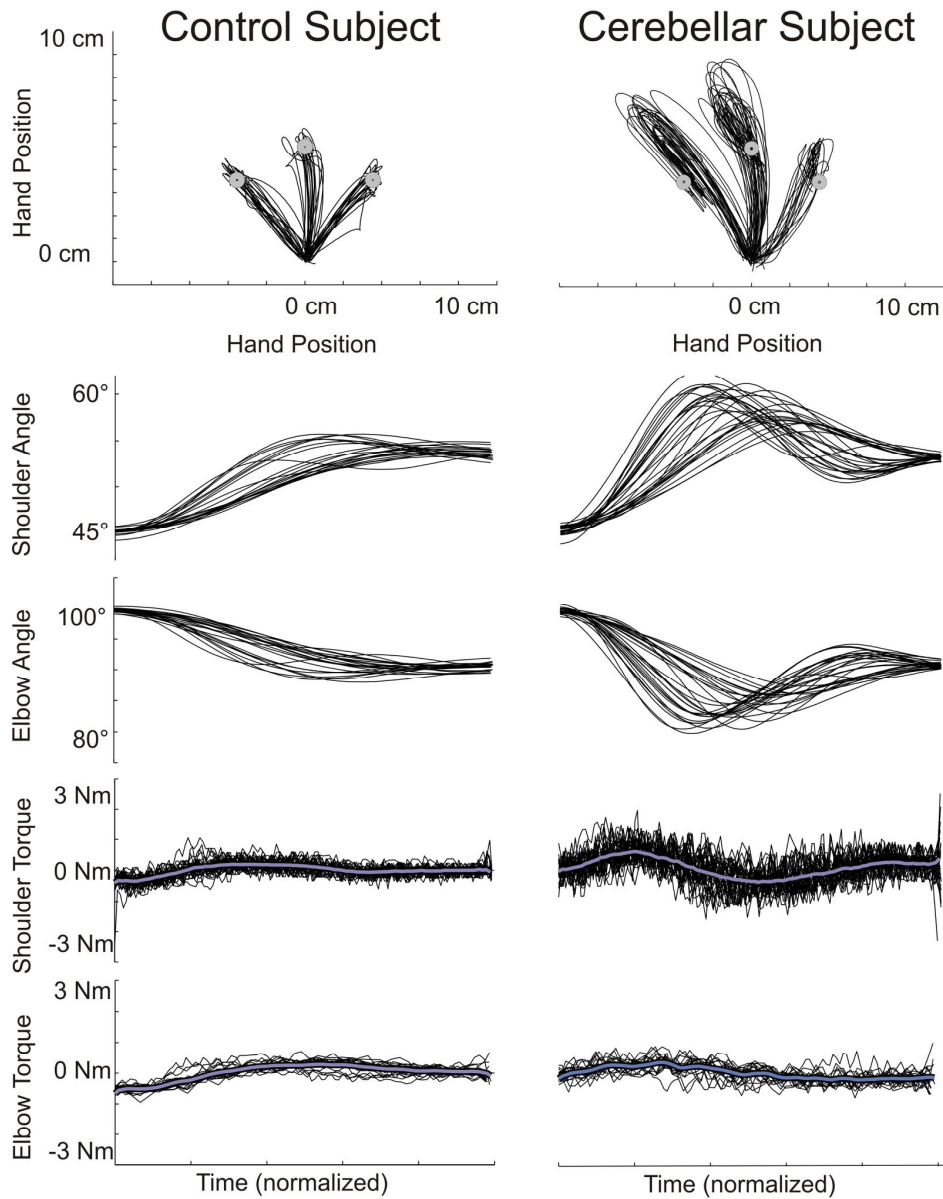 Control Subject
Cerebellar Subject
10 cm
Hand Position
0 cm
0 cm
10 cm
0 cm
10 cm
Hand Position
Hand Position
60°
Shoulder Angle
45°
100°
Elbow Angle
80°
3 Nm
Shoulder Torque
0 Nm
-3 Nm
3 Nm
Elbow Torque
0 Nm
-3 Nm
Time (normalized)
Time (normalized)